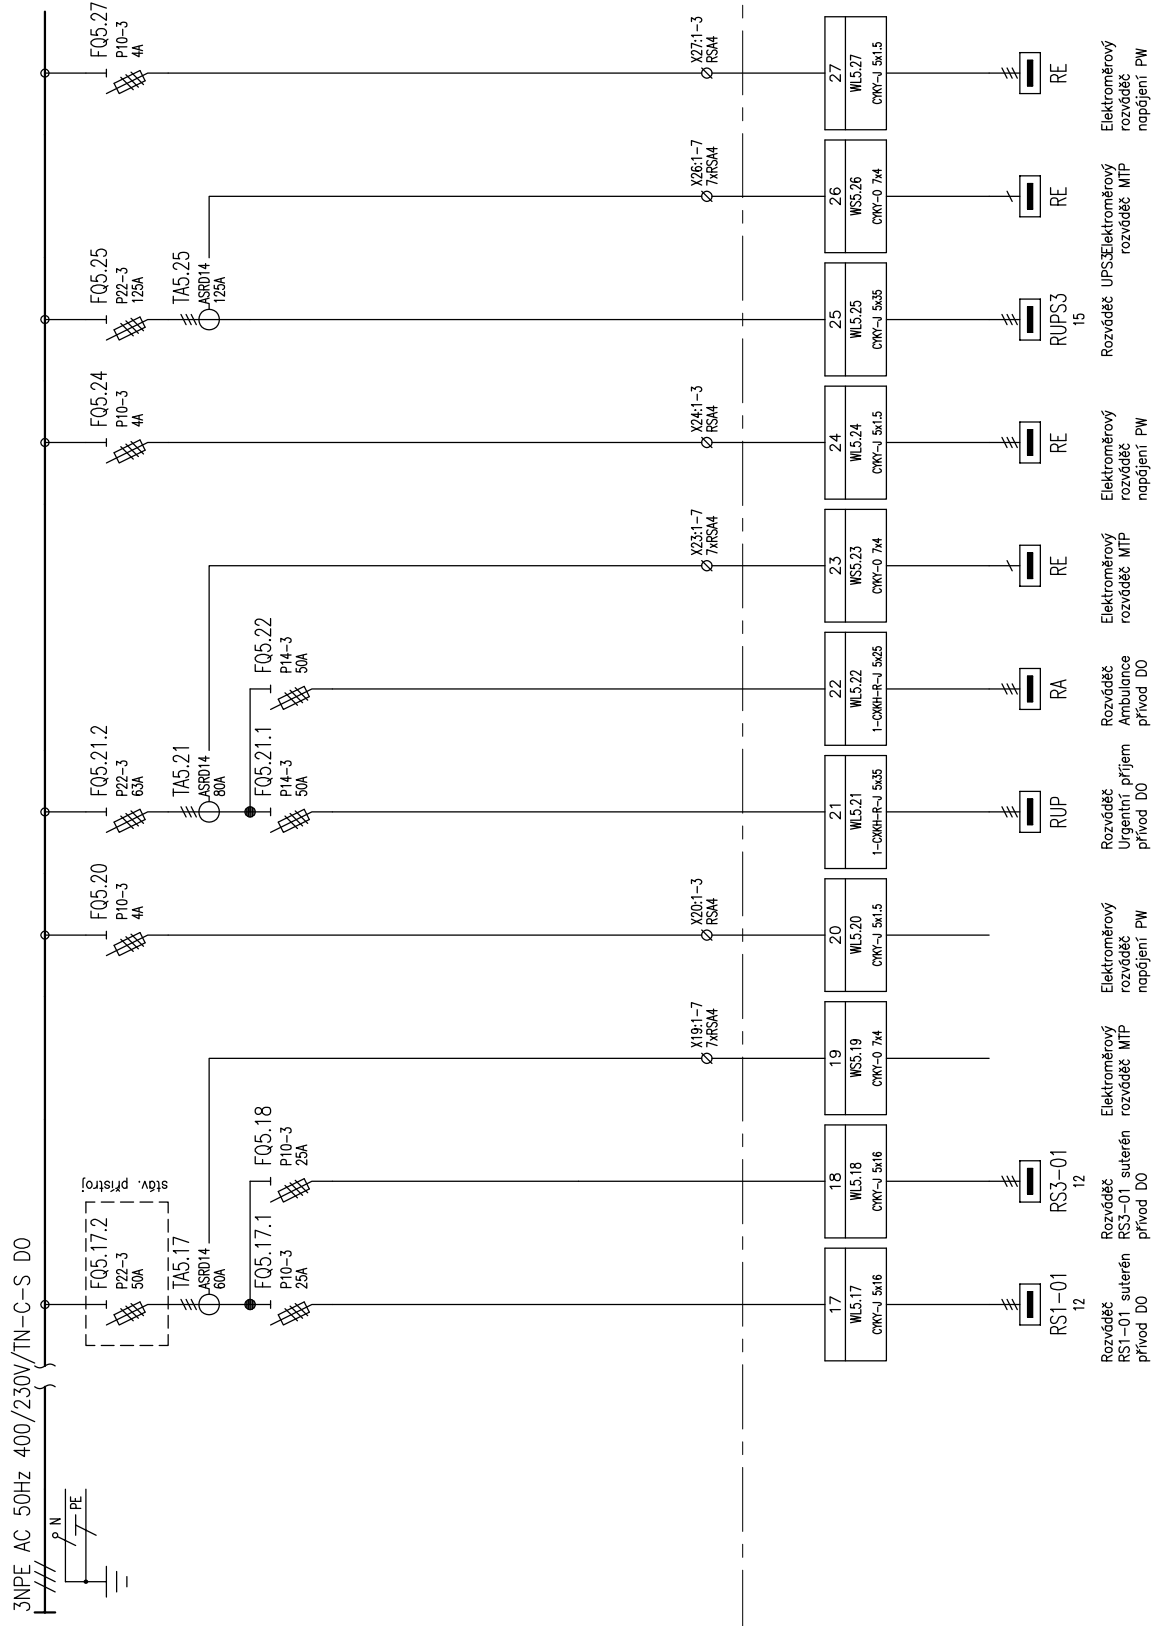 3NPE AC 50Hz 400/230V/TN-C-S DO
N
PE
FQ5.17.2
P22-3
50A
stáv. přístroj
TA5.17
ASRD14
60A
FQ5.17.1
P10-3
25A
17
WL5.17
CYKY-J 5x16
RS1-01
12
Rozváděč
RS1-01 suterén
přívod DO
FQ5.18
P10-3
25A
18
WL5.18
CYKY-J 5x16
RS3-01
12
Rozváděč
RS3-01 suterén
přívod DO
X19:1-7
7xRSA4
19
WS5.19
CYKY-O 7x4
Elektroměrový
rozváděč MTP
FQ5.20
P10-3
4A
X20:1-3
RSA4
20
WL5.20
CYKY-J 5x1.5
Elektroměrový
rozváděč
napájení PW
FQ5.21.2
P22-3
63A
TA5.21
ASRD14
80A
FQ5.21.1
P14-3
50A
21
WL5.21
1-CXKH-R-J 5x35
RUP
Rozváděč
Urgentní příjem
přívod DO
FQ5.22
P14-3
50A
22
WL5.22
1-CXKH-R-J 5x25
RA
Rozváděč
Ambulance
přívod DO
X23:1-7
7xRSA4
23
WS5.23
CYKY-O 7x4
RE
Elektroměrový
rozváděč MTP
FQ5.24
P10-3
4A
X24:1-3
RSA4
24
WL5.24
CYKY-J 5x1.5
RE
Elektroměrový
rozváděč
napájení PW
FQ5.25
P22-3
125A
TA5.25
ASRD14
125A
25
WL5.25
CYKY-J 5x35
RUPS3
15
Rozváděč UPS3
X26:1-7
7xRSA4
26
WS5.26
CYKY-O 7x4
RE
Elektroměrový
rozváděč MTP
FQ5.27
P10-3
4A
X27:1-3
RSA4
27
WL5.27
CYKY-J 5x1.5
RE
Elektroměrový
rozváděč
napájení PW